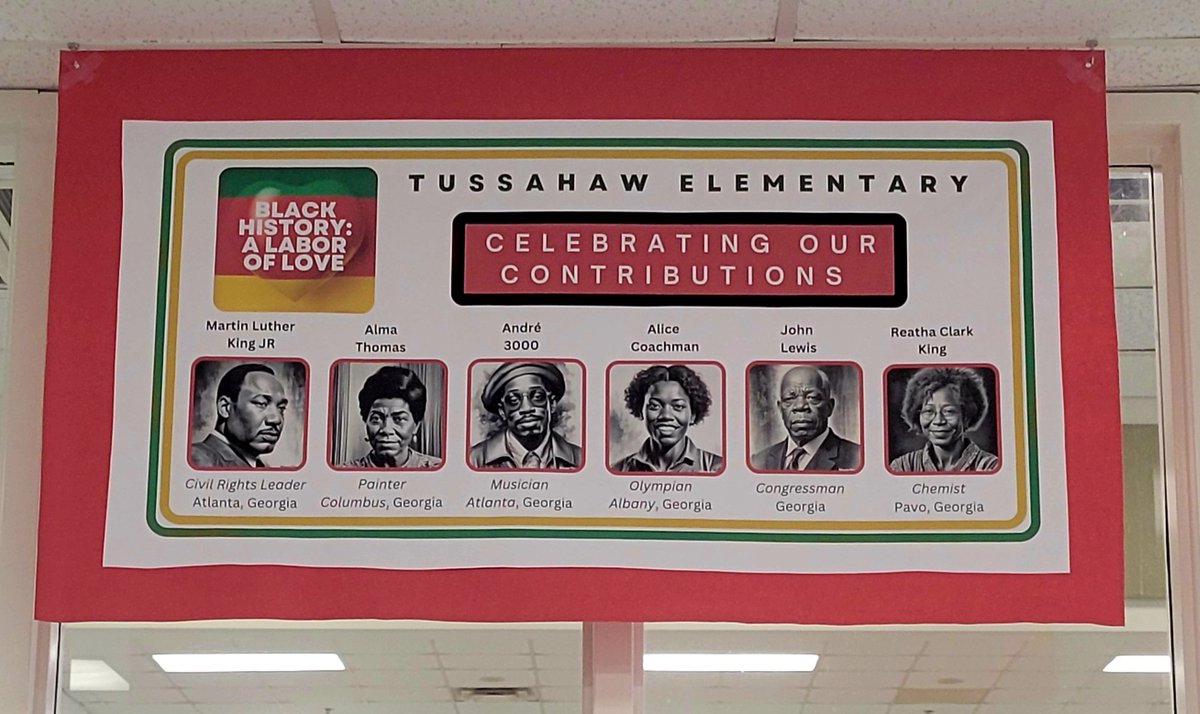 BLACK
HISTORY:
A LABOR
OF LOVE
TUSSAHAW ELEMENTARY
CELEBRATING OUR
CONTRIBUTIONS
Martin Luther
King JR
Civil Rights Leader
Atlanta, Georgia
Alma
Thomas
Painter
Columbus, Georgia
André
3000
Musician
Atlanta, Georgia
Alice
Coachman
Olympian
Albany, Georgia
John
Lewis
Congressman
Georgia
Reatha Clark
King
Chemist
Pavo, Georgia